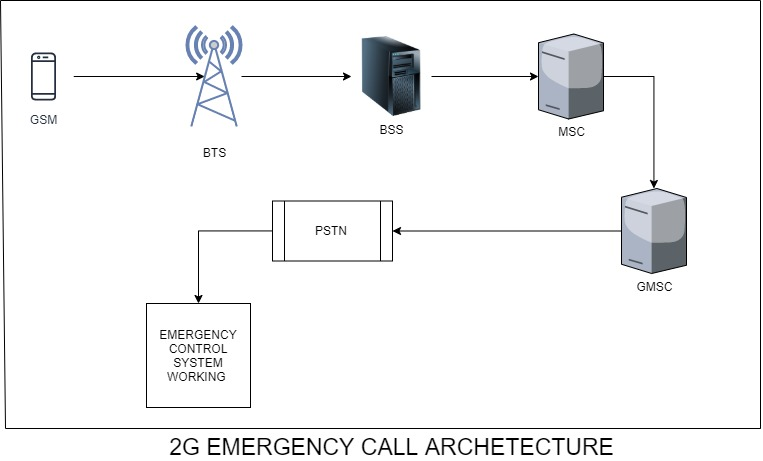 GSM
BTS
BSS
MSC
GMSC
PSTN
EMERGENCY
CONTROL
SYSTEM
WORKING
2G EMERGENCY CALL ARCHETECTURE